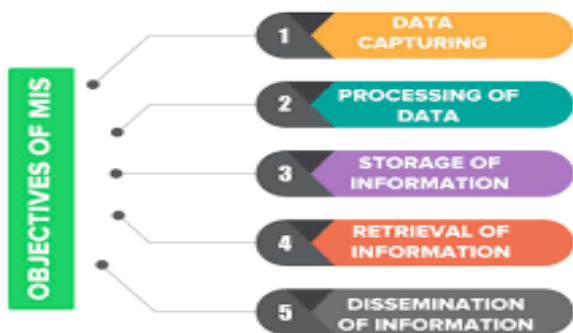 OBJECTIVES OF MIS
1
DATA
CAPTURING
2
PROCESSING OF
DATA
3
STORAGE OF
INFORMATION
4
RETRIEVAL OF
INFORMATION
5
DISSEMINATION
OF INFORMATION